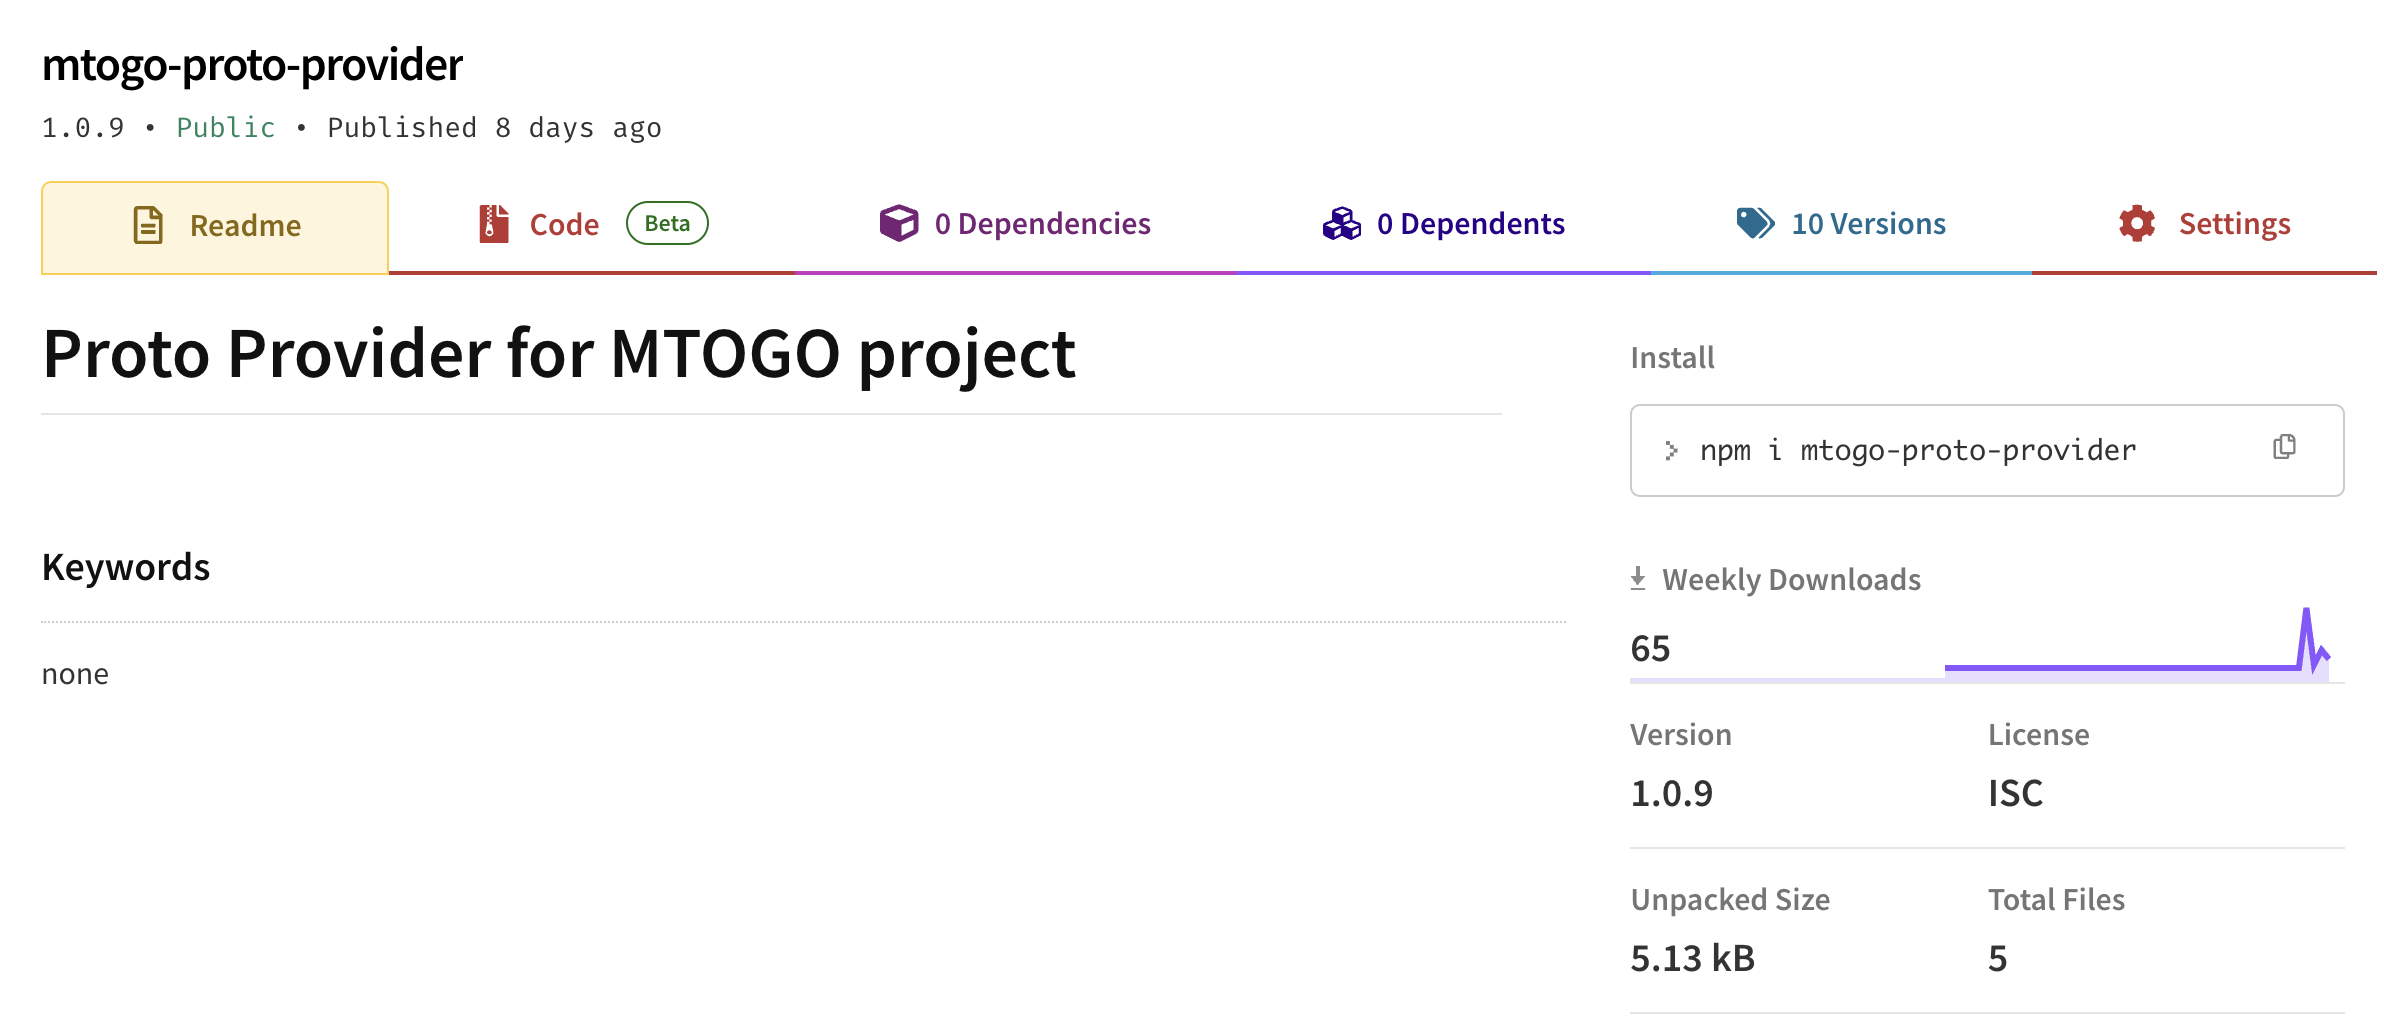 mtogo-proto-provider
1.0.9 • Public • Published 8 days ago
Readme
Code Beta
0 Dependencies
0 Dependents
10 Versions
Settings
Proto Provider for MTOGO project
Keywords
none
Install
> npm i mtogo-proto-provider
Weekly Downloads
65
Version
1.0.9
License
ISC
Unpacked Size
5.13 kB
Total Files
5